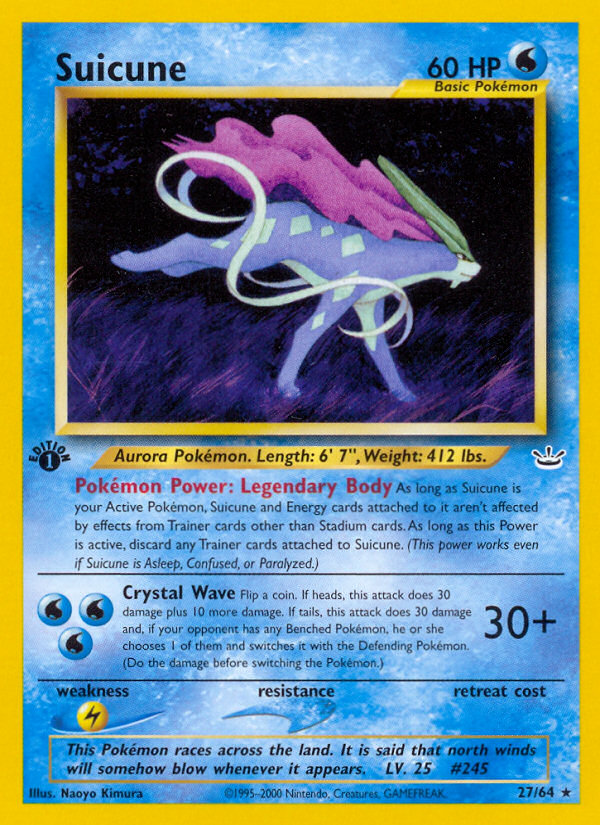 Suicune
60 HP
Basic Pokémon
EDITION
1
Aurora Pokémon. Length: 6' 7", Weight: 412 lbs.
Pokémon Power: Legendary Body As long as Suicune is
your Active Pokémon, Suicune and Energy cards attached to it aren't affected
by effects from Trainer cards other than Stadium cards. As long as this Power
is active, discard any Trainer cards attached to Suicune. (This power works even
if Suicune is Asleep, Confused, or Paralyzed.)
Crystal Wave Flip a coin. If heads, this attack does 30
damage plus 10 more damage. If tails, this attack does 30 damage
and, if your opponent has any Benched Pokémon, he or she
chooses 1 of them and switches it with the Defending Pokémon.
(Do the damage before switching the Pokémon.)
30+
weakness
resistance
retreat cost
This Pokémon races across the land. It is said that north winds
will somehow blow whenever it appears. LV. 25 #245
Illus. Naoyo Kimura
©1995-2000 Nintendo, Creatures, GAMEFREAK.
27/64 ★